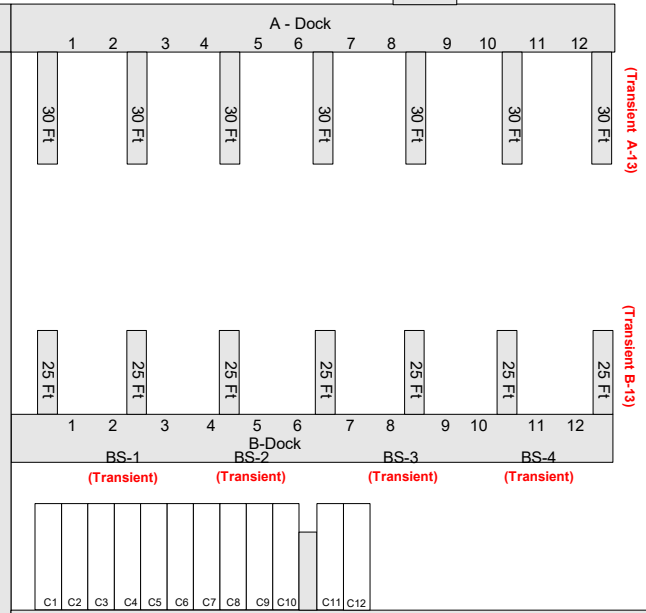 A - Dock
1 2 3 4 5 6 7 8 9 10 11 12
30 Ft 30 Ft 30 Ft 30 Ft 30 Ft 30 Ft 30 Ft
(Transient A-13)
25 Ft 25 Ft 25 Ft 25 Ft 25 Ft 25 Ft 25 Ft
(Transient B-13)
1 2 3 4 5 6 7 8 9 10 11 12
B-Dock
BS-1 BS-2 BS-3 BS-4
(Transient) (Transient) (Transient) (Transient)
C1 C2 C3 C4 C5 C6 C7 C8 C9 C10 C11 C12